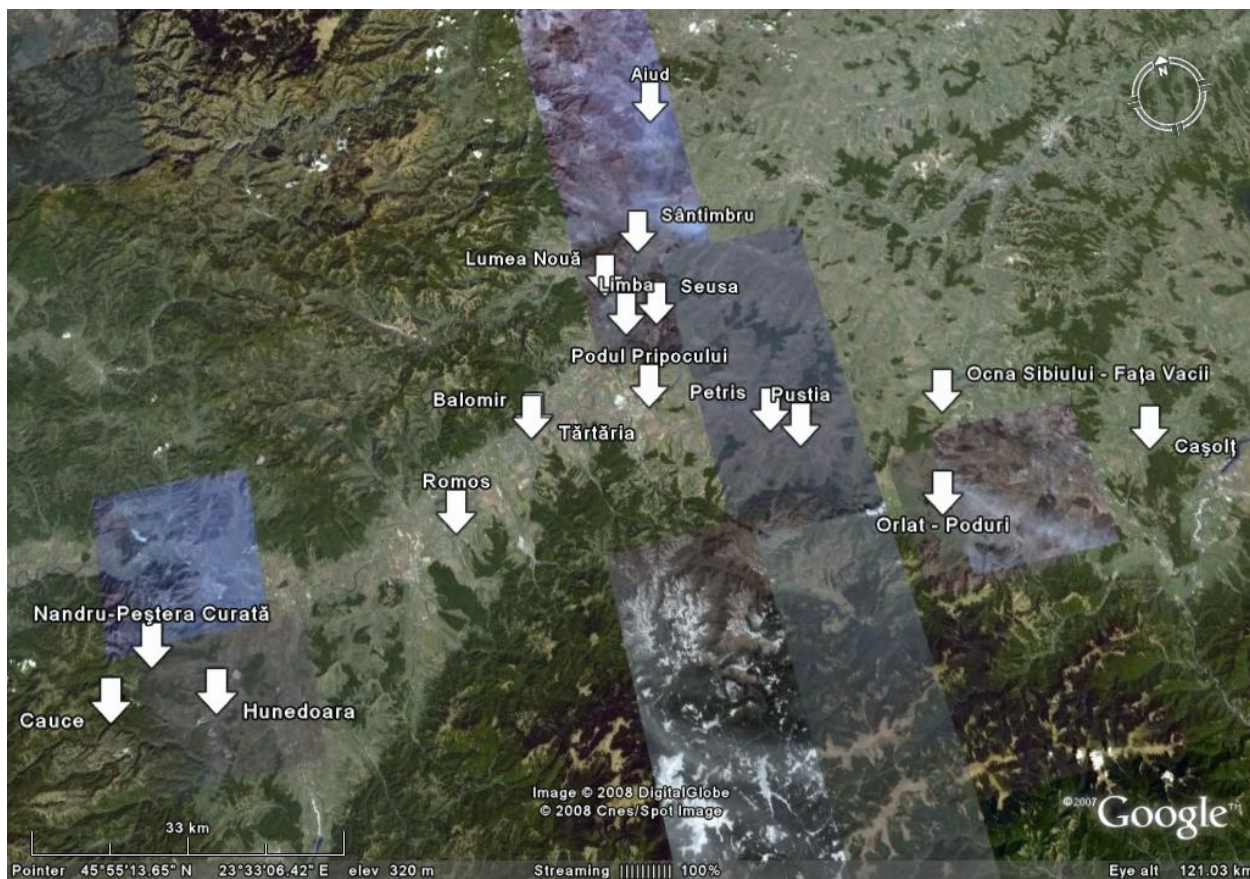 Aiud
N
Sântimbru
Lumea Nouă
Limba
Seusa
Podul Pripocului
Ocna Sibiului - Faţa Vacii
Petris
Pustia
Balomir
Tărtăria
Caşolţ
Romos
Orlat - Poduri
Nandru-Peştera Curată
Cauce
Hunedoara
Image © 2008 DigitalGlobe
© 2008 Cnes/Spot Image
©2007 Google™
33 km
Pointer 45°55'13.65" N 23°33'06.42" E elev 320 m Streaming |||||||||| 100% Eye alt 121.03 km